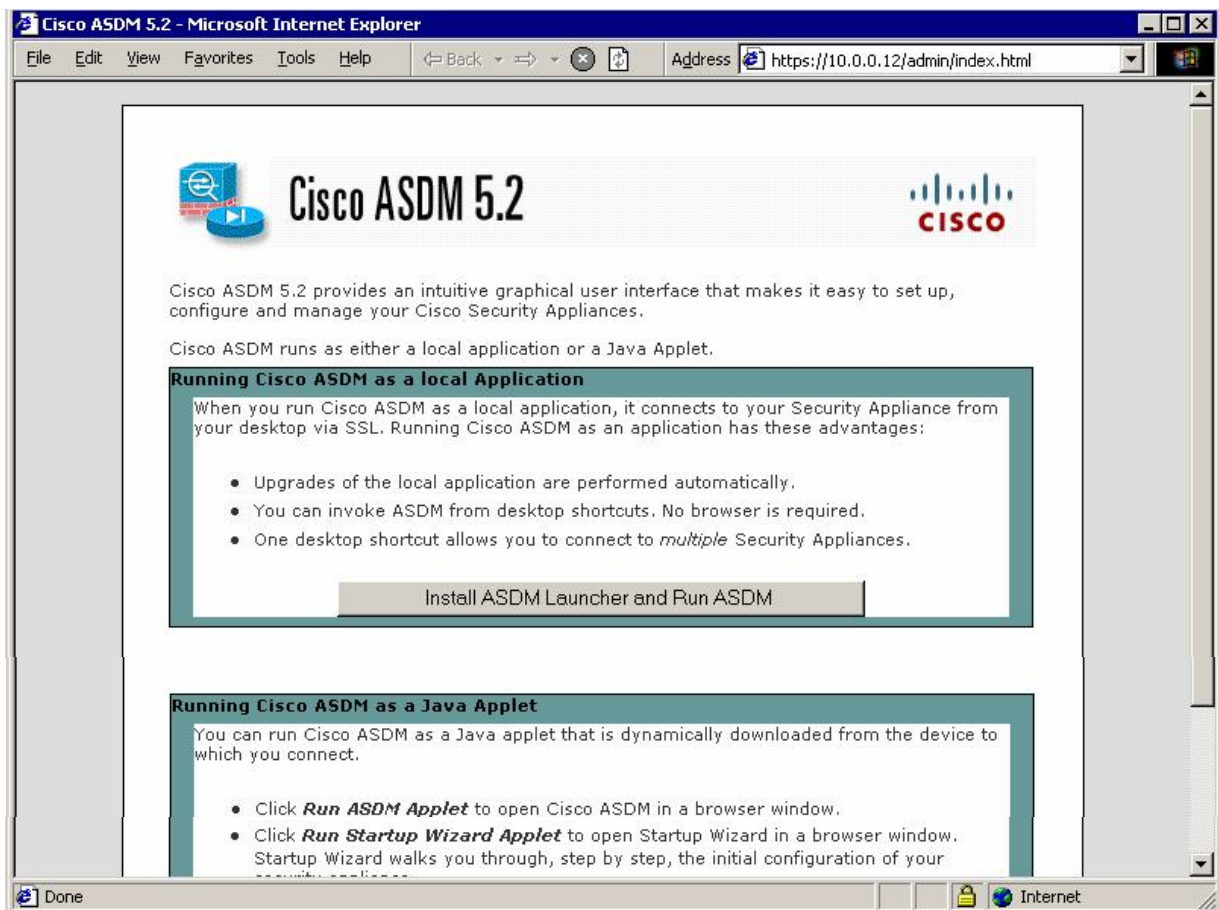 Cisco ASDM 5.2 - Microsoft Internet Explorer
File Edit View Favorites Tools Help Back Address https://10.0.0.12/admin/index.html
Cisco ASDM 5.2
CISCO
Cisco ASDM 5.2 provides an intuitive graphical user interface that makes it easy to set up,
configure and manage your Cisco Security Appliances.
Cisco ASDM runs as either a local application or a Java Applet.
Running Cisco ASDM as a local Application
When you run Cisco ASDM as a local application, it connects to your Security Appliance from
your desktop via SSL. Running Cisco ASDM as an application has these advantages:
• Upgrades of the local application are performed automatically.
• You can invoke ASDM from desktop shortcuts. No browser is required.
• One desktop shortcut allows you to connect to multiple Security Appliances.
Install ASDM Launcher and Run ASDM
Running Cisco ASDM as a Java Applet
You can run Cisco ASDM as a Java applet that is dynamically downloaded from the device to
which you connect.
• Click Run ASDM Applet to open Cisco ASDM in a browser window.
• Click Run Startup Wizard Applet to open Startup Wizard in a browser window.
Startup Wizard walks you through, step by step, the initial configuration of your
Done Internet